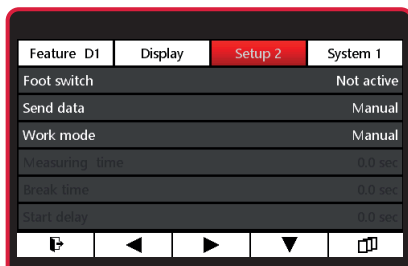 Feature D1 Display Setup 2 System 1
Foot switch Not active
Send data Manual
Work mode Manual
Measuring time 0.0 sec
Break time 0.0 sec
Start delay 0.0 sec